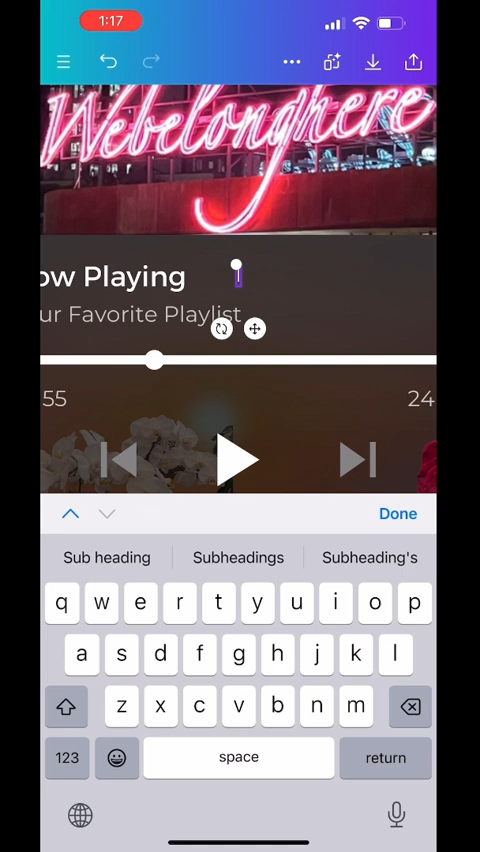 1:17
Webelonghere
ow Playing
ur Favorite Playlist
55
24
Done
Sub heading
Subheadings
Subheading's
q w e r t y u i o p
a s d f g h j k l
z x c v b n m
123
space
return